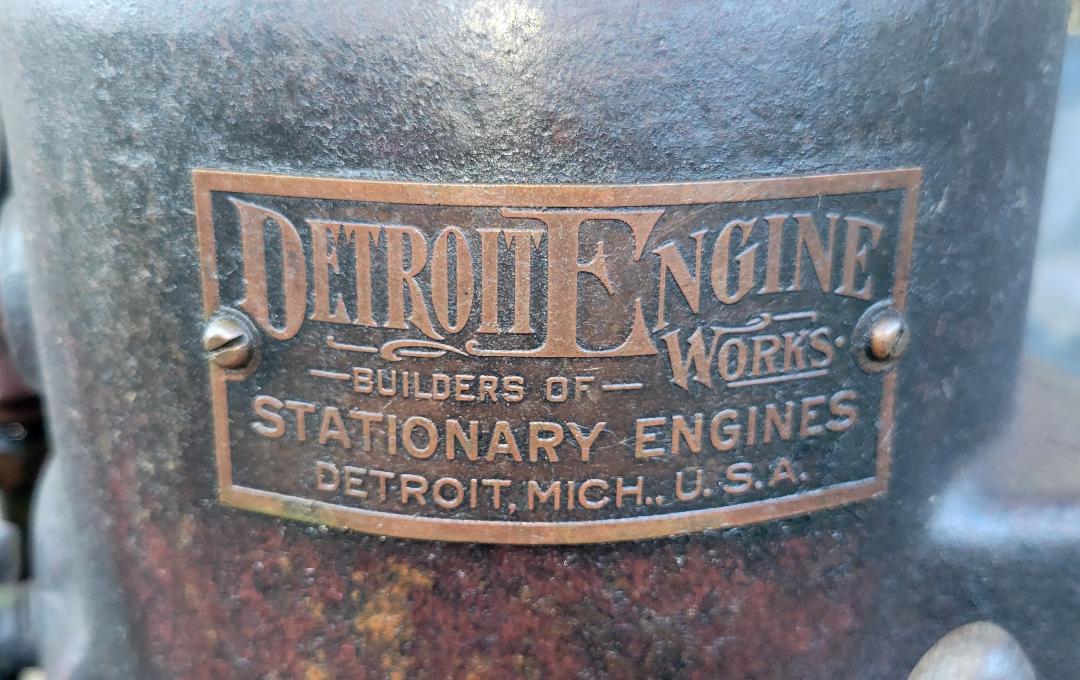 DETROIT ENGINE
WORKS.
BUILDERS OF
STATIONARY ENGINES
DETROIT, MICH., U.S.A.